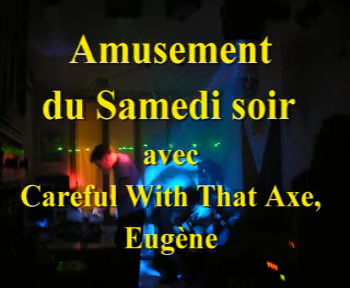 Amusement
du Samedi soir
avec
Careful With That Axe,
Eugène